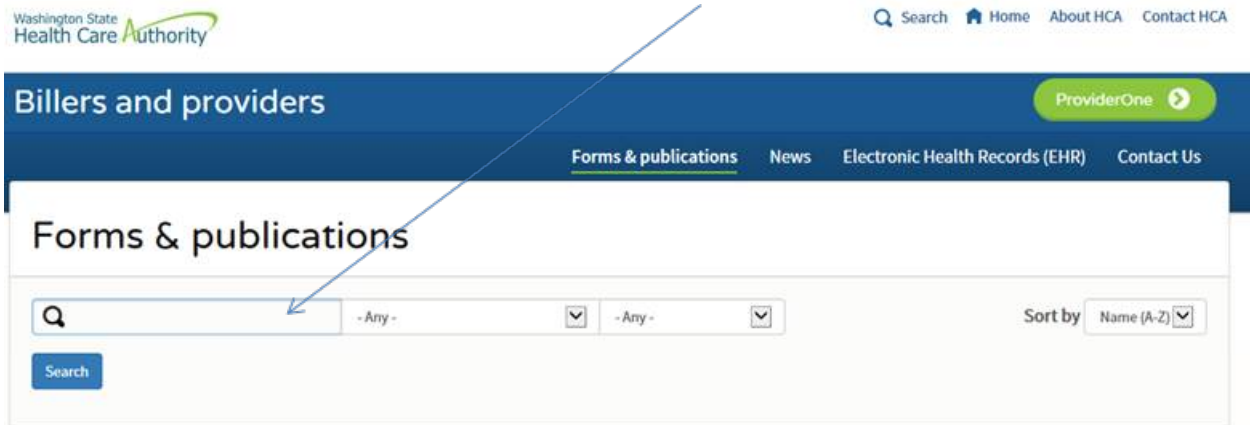 Washington State
Health Care Authority
Search Home About HCA Contact HCA
Billers and providers
ProviderOne
Forms & publications News Electronic Health Records (EHR) Contact Us
Forms & publications
- Any - - Any - Sort by Name (A-Z)
Search